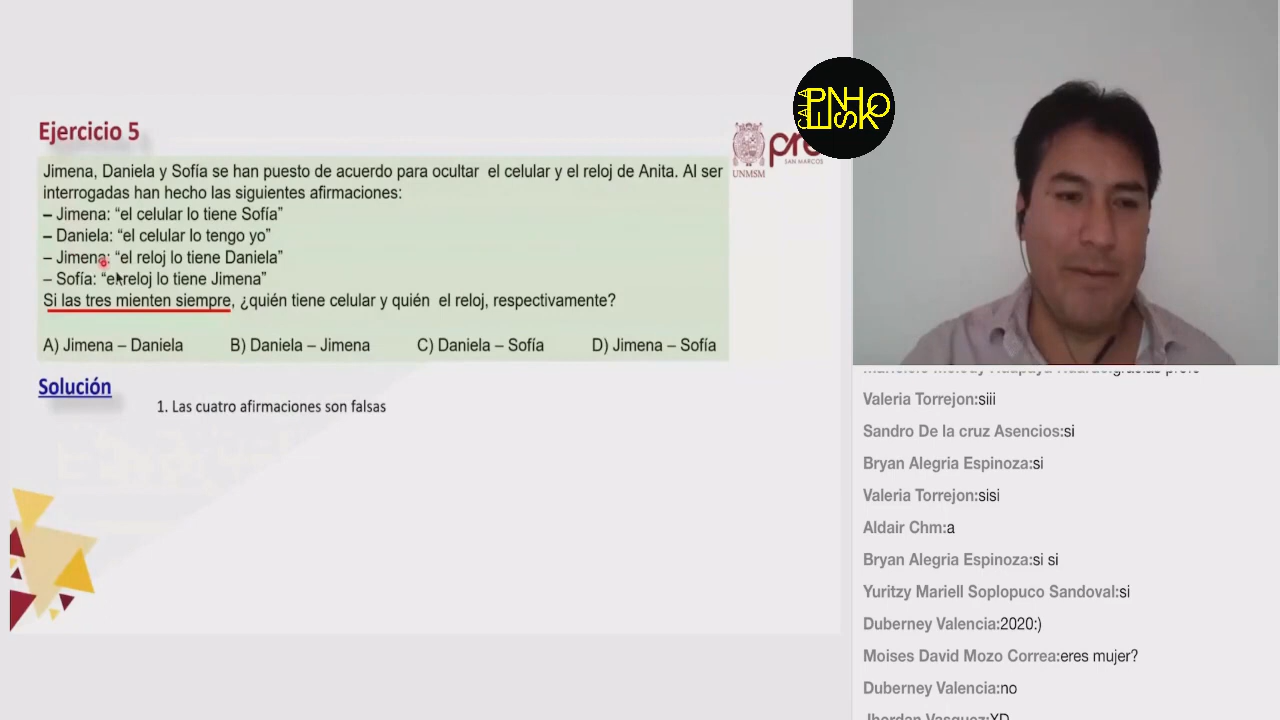 Ejercicio 5
Jimena, Daniela y Sofía se han puesto de acuerdo para ocultar el celular y el reloj de Anita. Al ser
interrogadas han hecho las siguientes afirmaciones:
– Jimena: “el celular lo tiene Sofía”
– Daniela: “el celular lo tengo yo”
– Jimena: “el reloj lo tiene Daniela”
– Sofía: “el reloj lo tiene Jimena”
Si las tres mienten siempre, ¿quién tiene celular y quién el reloj, respectivamente?
A) Jimena – Daniela B) Daniela – Jimena C) Daniela – Sofía D) Jimena – Sofía
Solución
1. Las cuatro afirmaciones son falsas
UNMSM
pre
SAN MARCOS
Valeria Torrejon:siii
Sandro De la cruz Asencios:si
Bryan Alegria Espinoza:si
Valeria Torrejon:sisi
Aldair Chm:a
Bryan Alegria Espinoza:si si
Yuritzy Mariell Soplopuco Sandoval:si
Duberney Valencia:2020:)
Moises David Mozo Correa:eres mujer?
Duberney Valencia:no
Jhordan Vasquez:XD